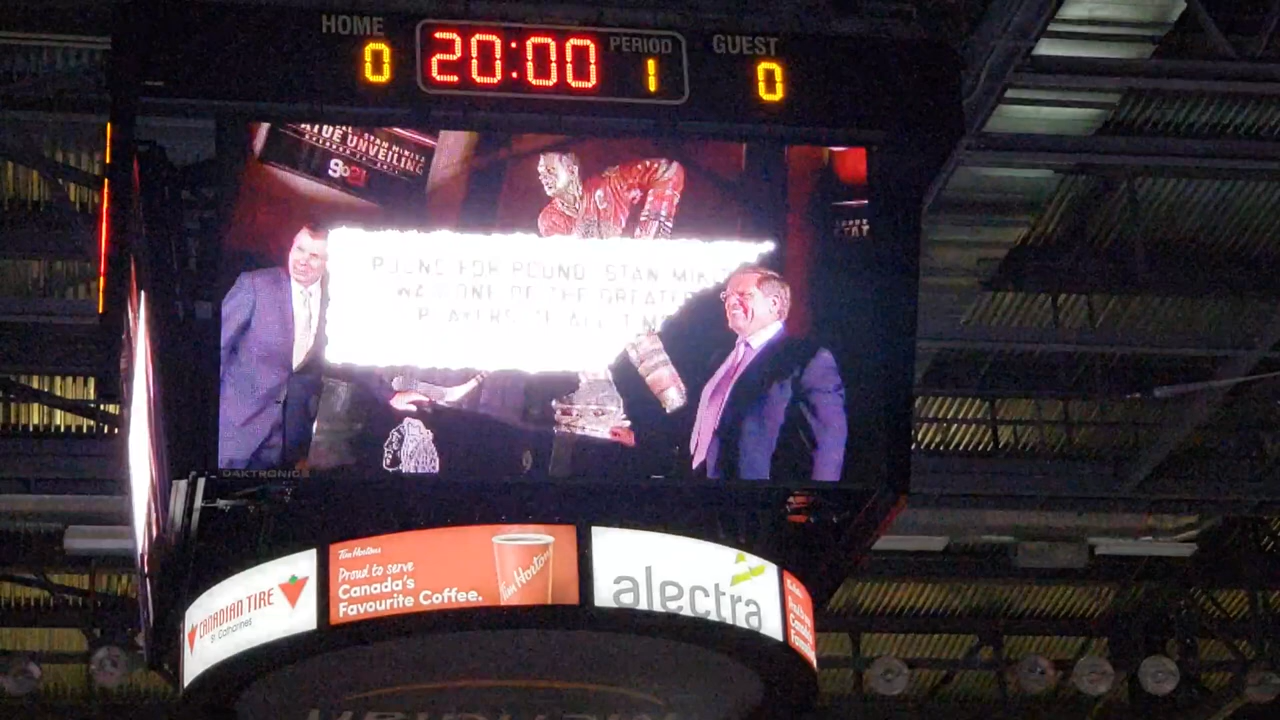 HOME 20:00 PERIOD GUEST
0 1 0
STAN MIKITA
STATUE UNVEILING
POUND FOR POUND, STAN MIKITA
WAS ONE OF THE GREATEST
PLAYERS OF ALL TIME
DAKTRONICS
CANADIAN TIRE
St. Catharines
Tim Hortons
Proud to serve
Canada's
Favourite Coffee.
Tim Hortons
alectra